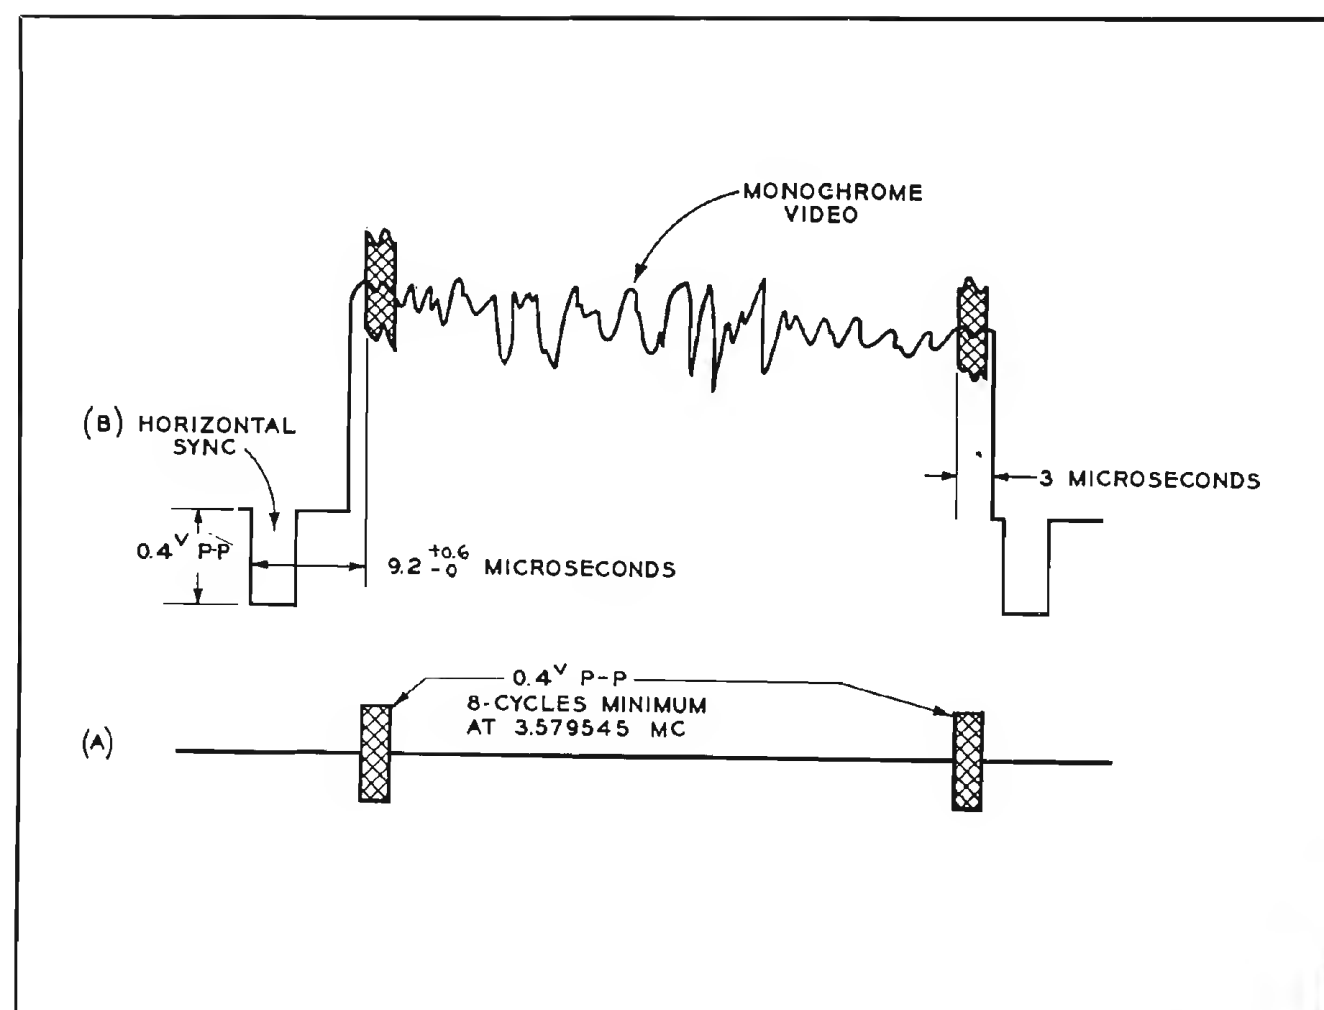 MONOCHROME
VIDEO
(B) HORIZONTAL
SYNC
3 MICROSECONDS
0.4V P-P
9.2 +0.6 -0 MICROSECONDS
0.4V P-P
8-CYCLES MINIMUM
AT 3.579545 MC
(A)